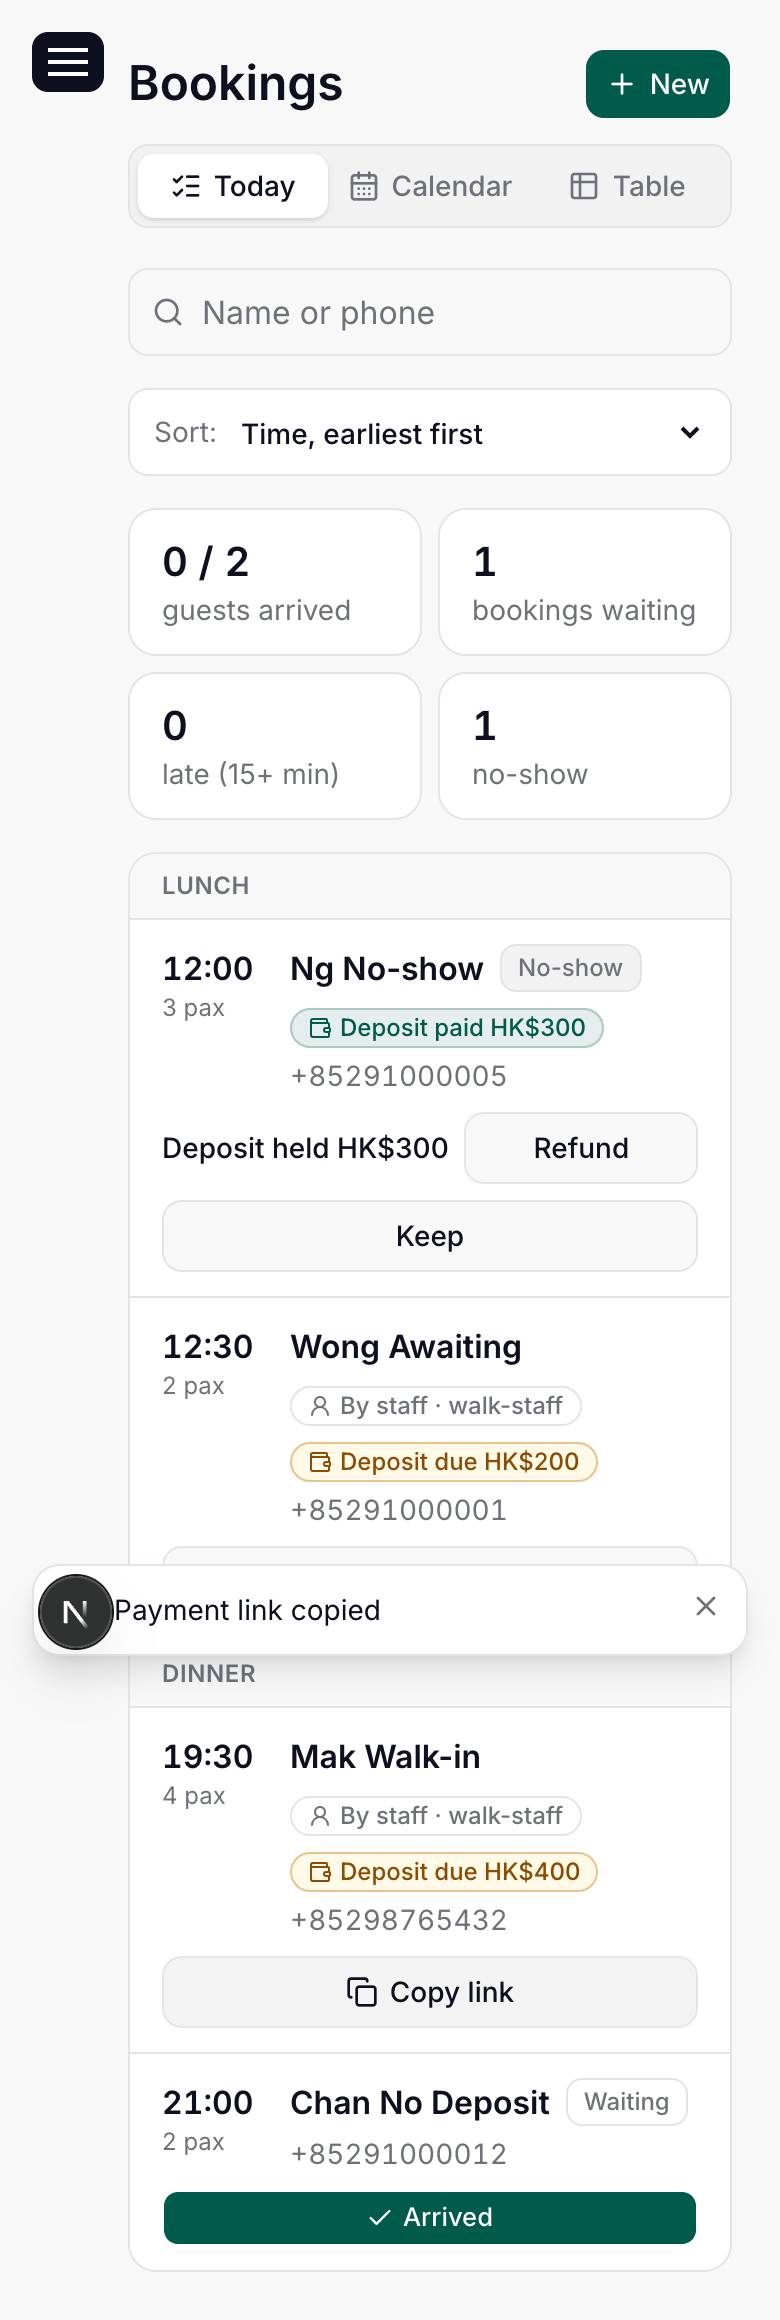 Bookings
New
Today
Calendar
Table
Name or phone
Sort: Time, earliest first
0 / 2
guests arrived
1
bookings waiting
0
late (15+ min)
1
no-show
LUNCH
12:00 Ng No-show No-show
3 pax
Deposit paid HK$300
+85291000005
Deposit held HK$300 Refund
Keep
12:30 Wong Awaiting
2 pax
By staff · walk-staff
Deposit due HK$200
+85291000001
N
Payment link copied
DINNER
19:30 Mak Walk-in
4 pax
By staff · walk-staff
Deposit due HK$400
+85298765432
Copy link
21:00 Chan No Deposit Waiting
2 pax
+85291000012
Arrived